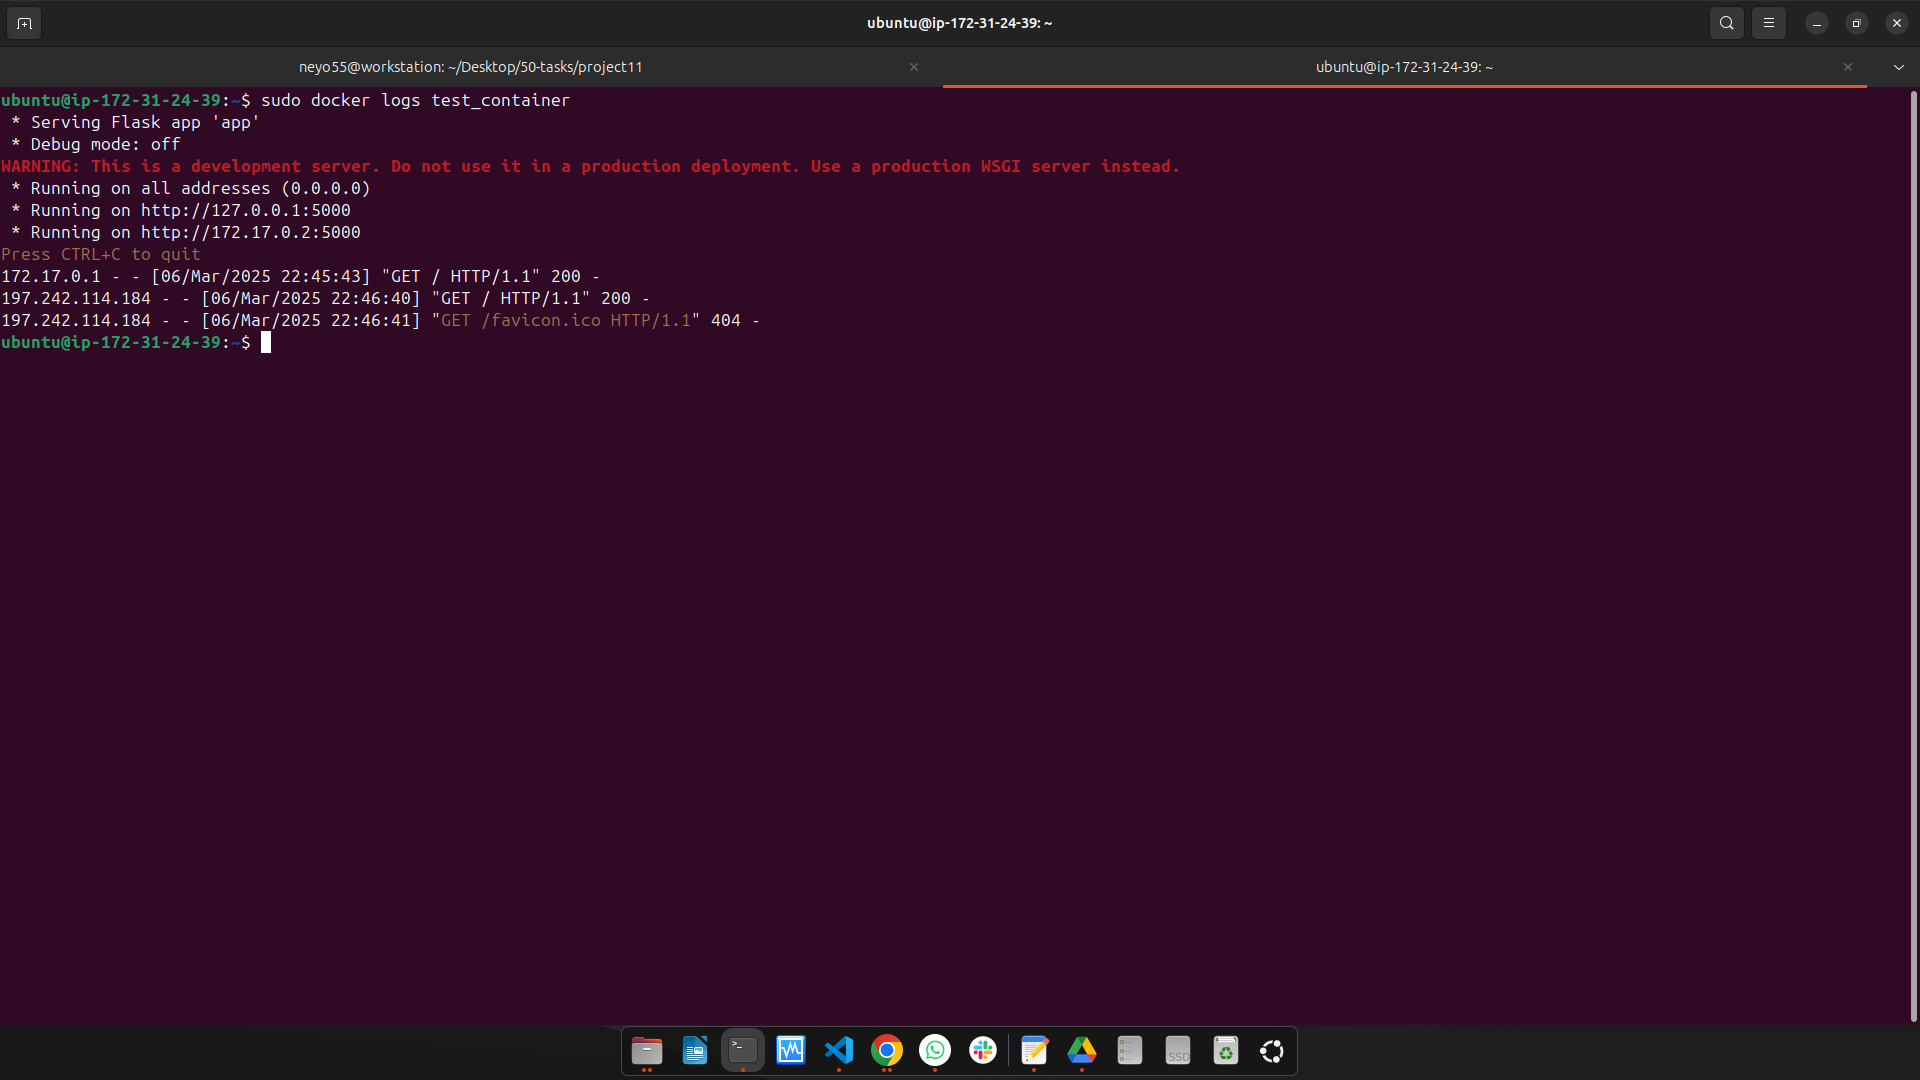 ubuntu@ip-172-31-24-39: ~
neyo55@workstation: ~/Desktop/50-tasks/project11
ubuntu@ip-172-31-24-39: ~
ubuntu@ip-172-31-24-39:~$ sudo docker logs test_container
 * Serving Flask app 'app'
 * Debug mode: off
WARNING: This is a development server. Do not use it in a production deployment. Use a production WSGI server instead.
 * Running on all addresses (0.0.0.0)
 * Running on http://127.0.0.1:5000
 * Running on http://172.17.0.2:5000
Press CTRL+C to quit
172.17.0.1 - - [06/Mar/2025 22:45:43] "GET / HTTP/1.1" 200 -
197.242.114.184 - - [06/Mar/2025 22:46:40] "GET / HTTP/1.1" 200 -
197.242.114.184 - - [06/Mar/2025 22:46:41] "GET /favicon.ico HTTP/1.1" 404 -
ubuntu@ip-172-31-24-39:~$
SSD